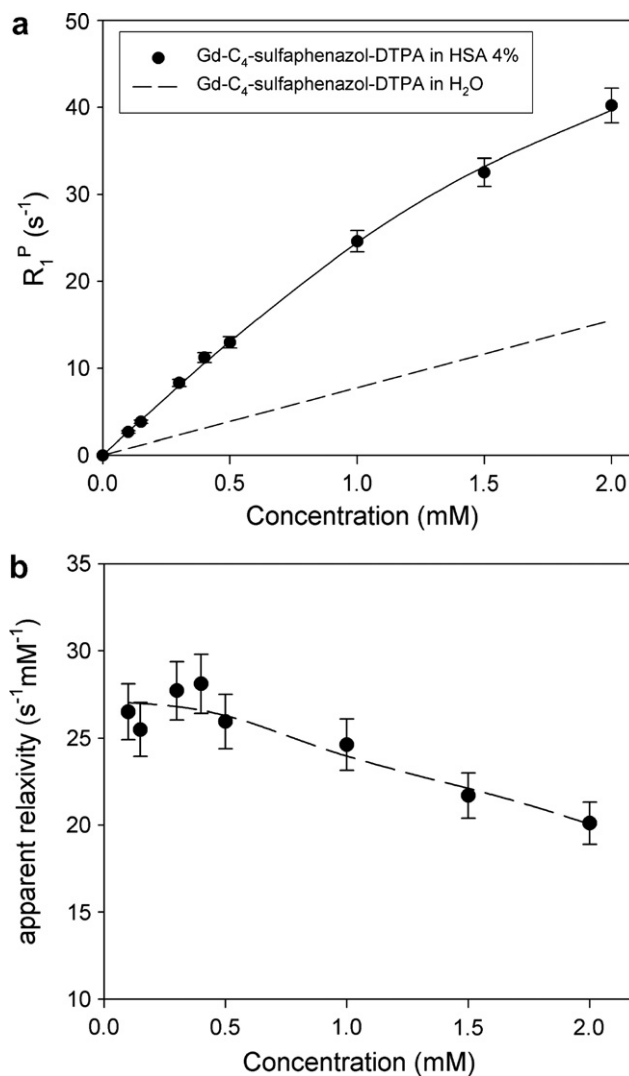 a
Gd-C₄-sulfaphenazol-DTPA in HSA 4%
Gd-C₄-sulfaphenazol-DTPA in H₂O
50
40
30
20
10
0
R₁ᴾ (s⁻¹)
0.0 0.5 1.0 1.5 2.0
Concentration (mM)
b
35
30
25
20
15
10
apparent relaxivity (s⁻¹mM⁻¹)
0.0 0.5 1.0 1.5 2.0
Concentration (mM)